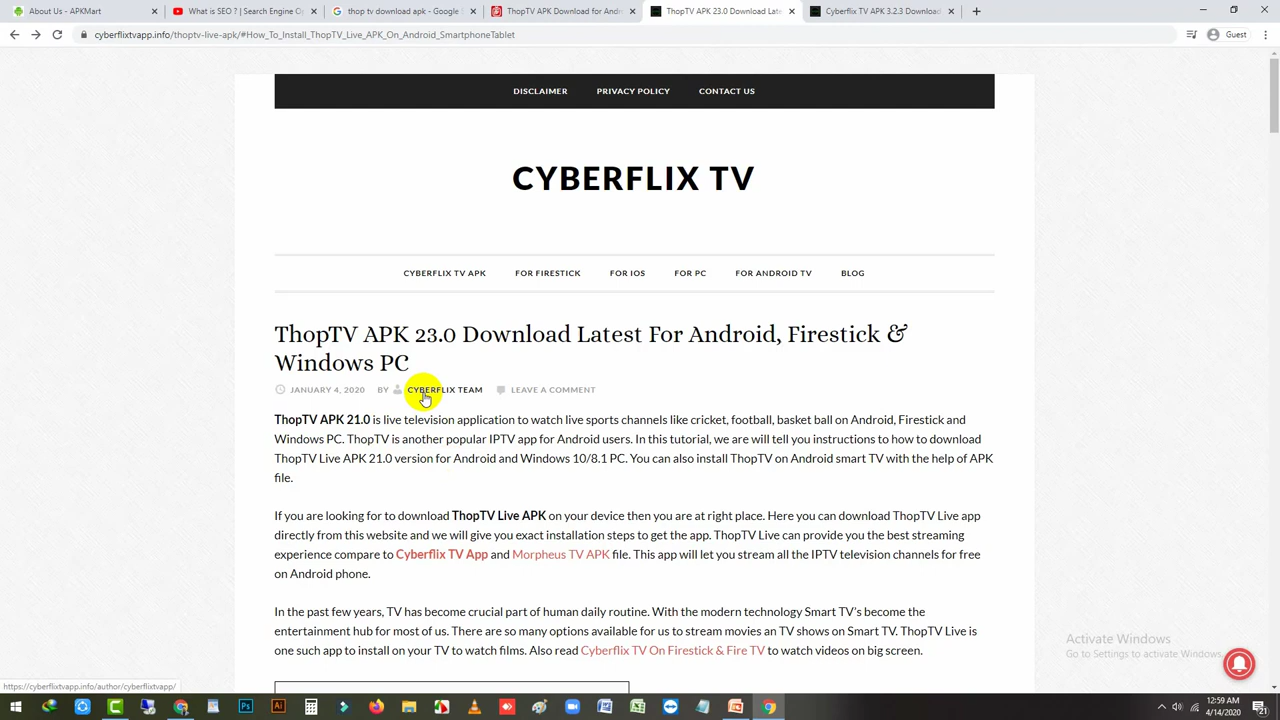 About Us - APKMart
What is SEO ? | Search Engine Op
thop tv download apk - Google S
ThopTV APK Download for Andro
ThopTV APK 23.0 Download Late
Cyberflix TV APK 3.2.3 Download
cyberflixtvapp.info/thoptv-live-apk/#How_To_Install_ThopTV_Live_APK_On_Android_SmartphoneTablet
Guest
DISCLAIMER
PRIVACY POLICY
CONTACT US
CYBERFLIX TV
CYBERFLIX TV APK
FOR FIRESTICK
FOR IOS
FOR PC
FOR ANDROID TV
BLOG
ThopTV APK 23.0 Download Latest For Android, Firestick &
Windows PC
JANUARY 4, 2020 BY CYBERFLIX TEAM LEAVE A COMMENT
ThopTV APK 21.0 is live television application to watch live sports channels like cricket, football, basket ball on Android, Firestick and
Windows PC. ThopTV is another popular IPTV app for Android users. In this tutorial, we are will tell you instructions to how to download
ThopTV Live APK 21.0 version for Android and Windows 10/8.1 PC. You can also install ThopTV on Android smart TV with the help of APK
file.
If you are looking for to download ThopTV Live APK on your device then you are at right place. Here you can download ThopTV Live app
directly from this website and we will give you exact installation steps to get the app. ThopTV Live can provide you the best streaming
experience compare to Cyberflix TV App and Morpheus TV APK file. This app will let you stream all the IPTV television channels for free
on Android phone.
In the past few years, TV has become crucial part of human daily routine. With the modern technology Smart TV's become the
entertainment hub for most of us. There are so many options available for us to stream movies an TV shows on Smart TV. ThopTV Live is
one such app to install on your TV to watch films. Also read Cyberflix TV On Firestick & Fire TV to watch videos on big screen.
Activate Windows
Go to Settings to activate Windows.
https://cyberflixtvapp.info/author/cyberflixtvapp/
12:59 AM
4/14/2020
21